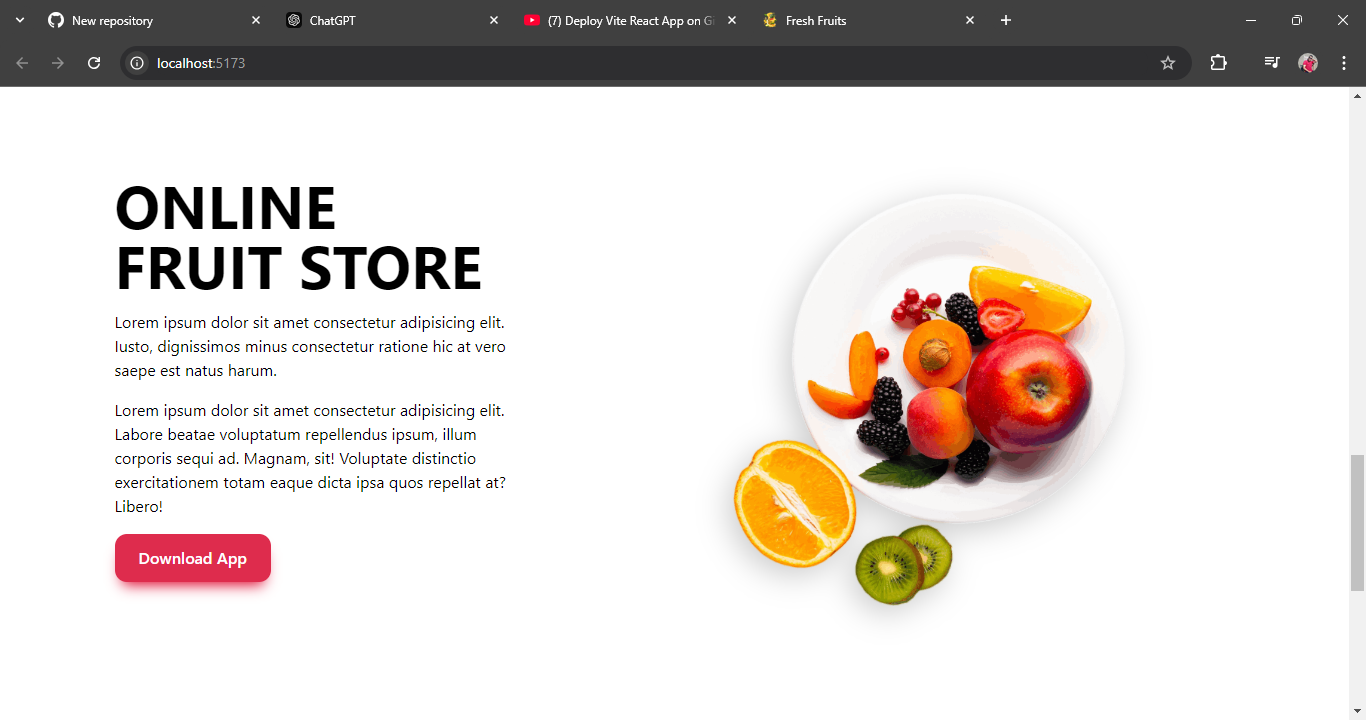 New repository
ChatGPT
(7) Deploy Vite React App on Gi
Fresh Fruits
localhost:5173
ONLINE
FRUIT STORE
Lorem ipsum dolor sit amet consectetur adipisicing elit.
Iusto, dignissimos minus consectetur ratione hic at vero
saepe est natus harum.
Lorem ipsum dolor sit amet consectetur adipisicing elit.
Labore beatae voluptatum repellendus ipsum, illum
corporis sequi ad. Magnam, sit! Voluptate distinctio
exercitationem totam eaque dicta ipsa quos repellat at?
Libero!
Download App